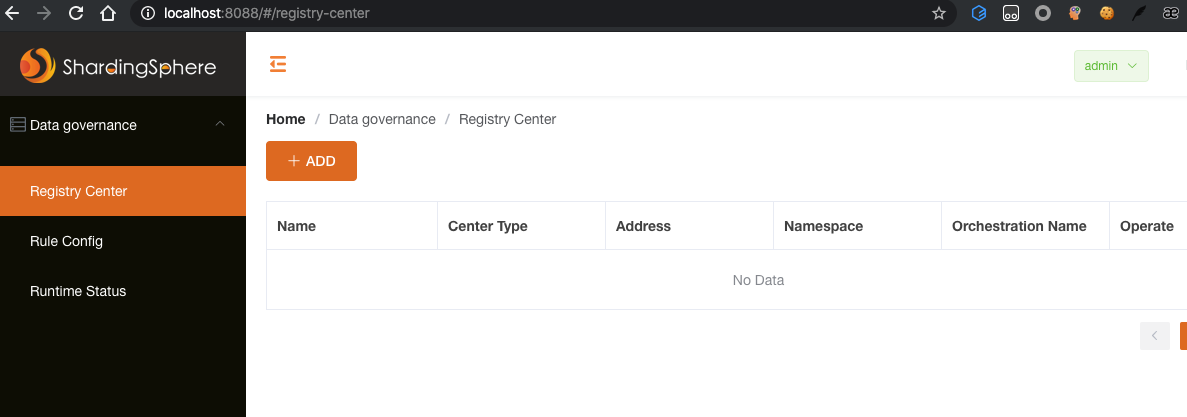 localhost:8088/#/registry-center
ShardingSphere
admin
Data governance
Home / Data governance / Registry Center
+ ADD
Registry Center
Name Center Type Address Namespace Orchestration Name Operate
Rule Config
No Data
Runtime Status